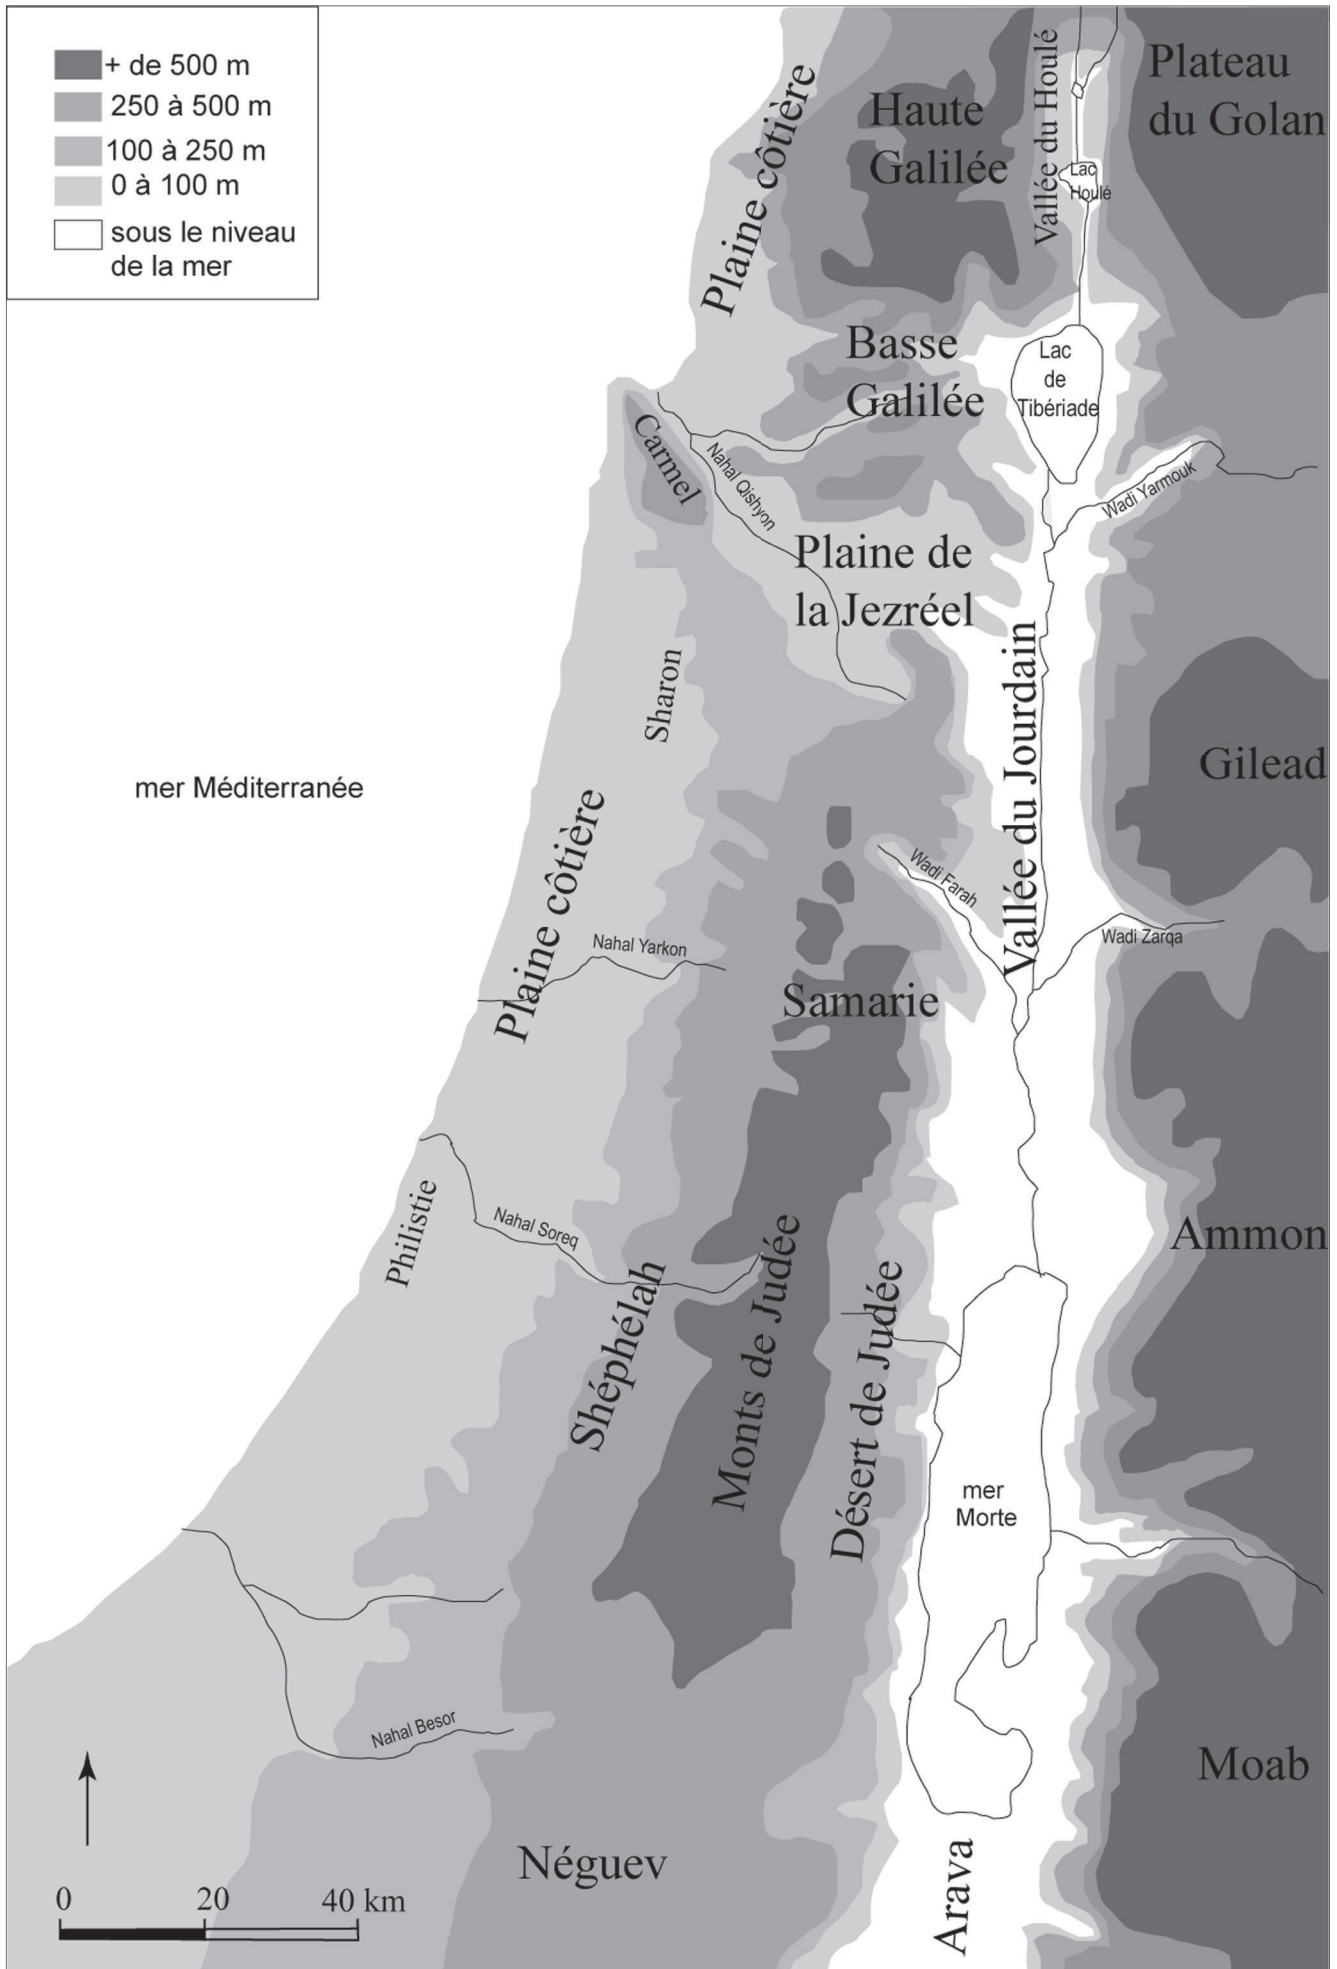 + de 500 m
250 à 500 m
100 à 250 m
0 à 100 m
sous le niveau
de la mer
Plaine côtière
Haute
Galilée
Vallée du Houlé
Lac
Houlé
Plateau
du Golan
Basse
Galilée
Lac
de
Tibériade
Carmel
Nahal Qishyon
Wadi Yarmouk
Plaine de
la Jezréel
Sharon
Vallée du Jourdain
Gilead
mer Méditerranée
Plaine côtière
Wadi Farah
Nahal Yarkon
Wadi Zarqa
Samarie
Philistie
Nahal Soreq
Shéphélah
Monts de Judée
Désert de Judée
Ammon
mer
Morte
Nahal Besor
Moab
Néguev
Arava
0 20 40 km